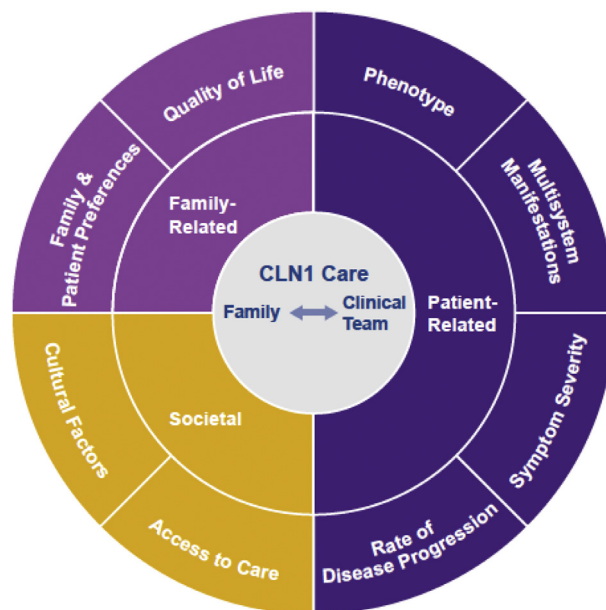 Quality of Life
Phenotype
Family &
Patient Preferences
Multisystem
Manifestations
Family-
Related
CLN1 Care
Family
Clinical
Team
Patient-
Related
Societal
Cultural Factors
Symptom Severity
Access to Care
Rate of
Disease Progression